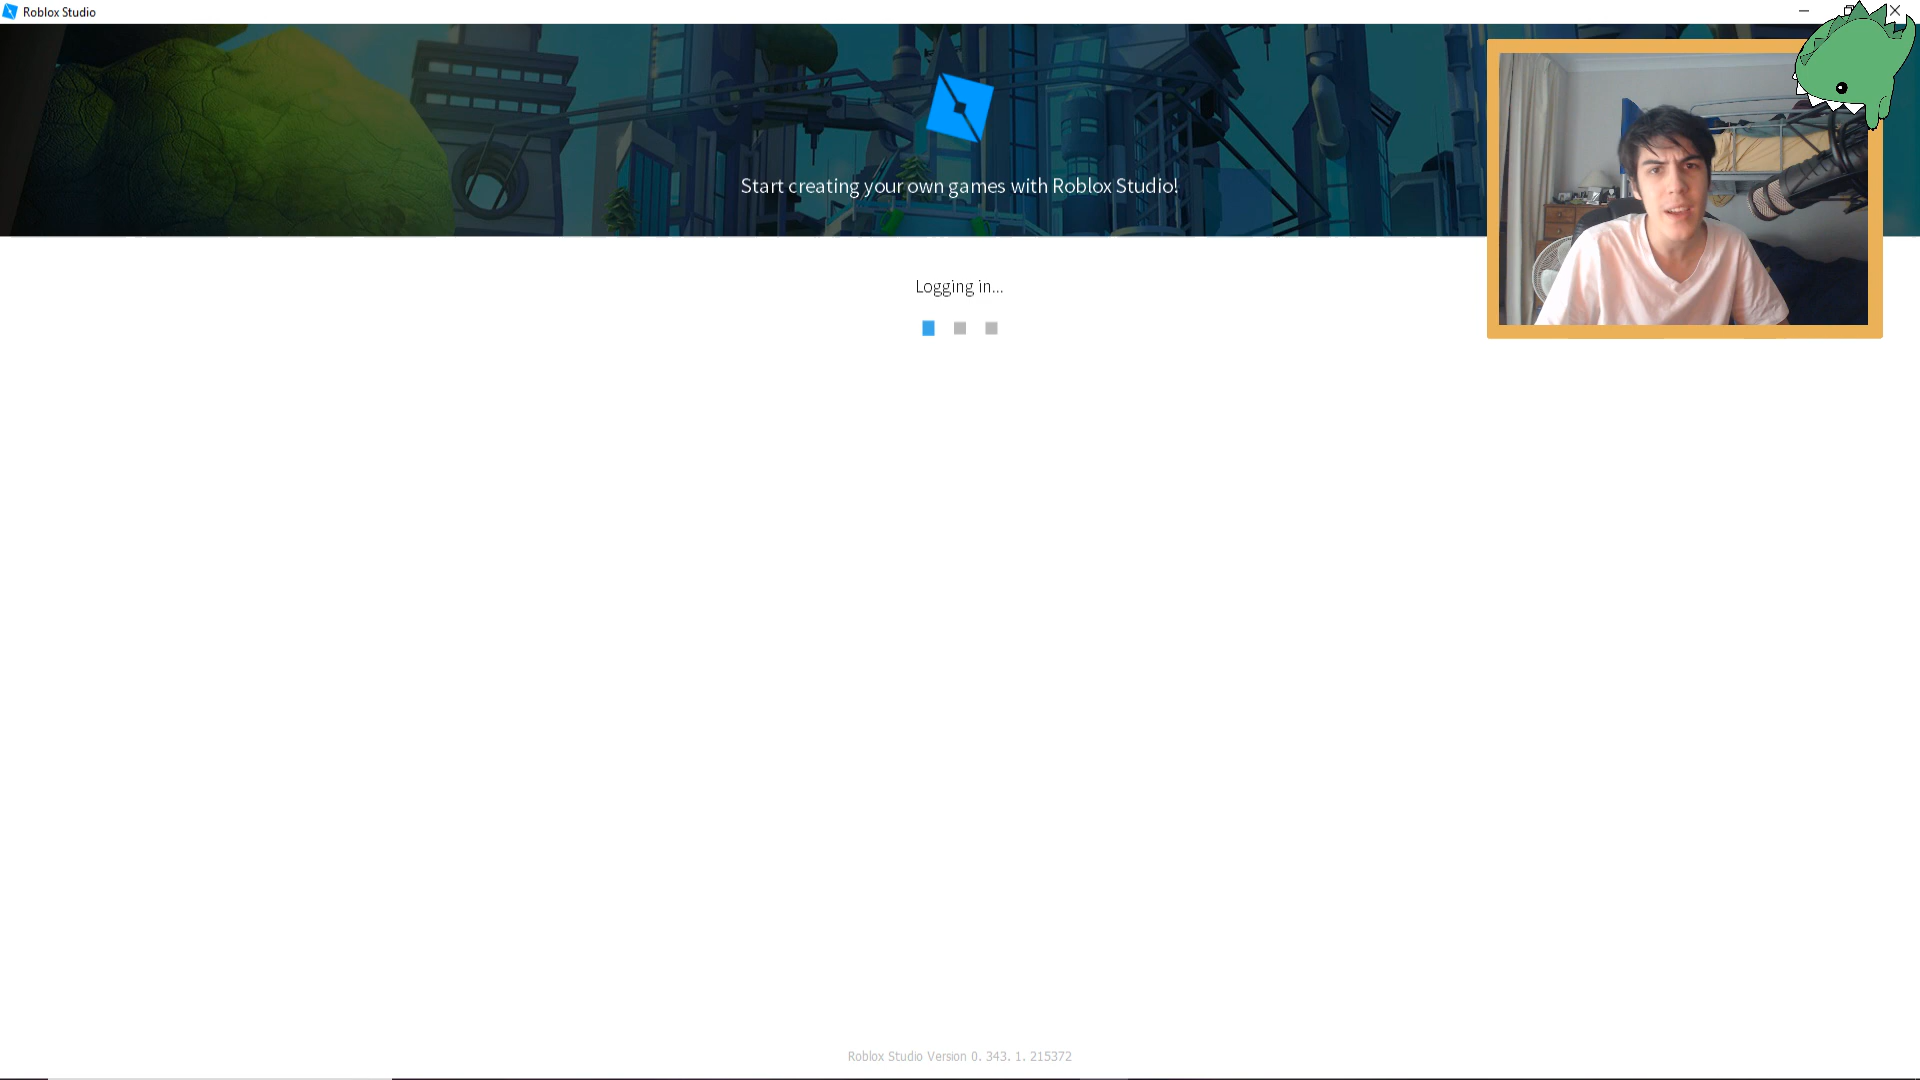 Roblox Studio
Start creating your own games with Roblox Studio!
Logging in...
Roblox Studio Version 0. 343. 1. 215372